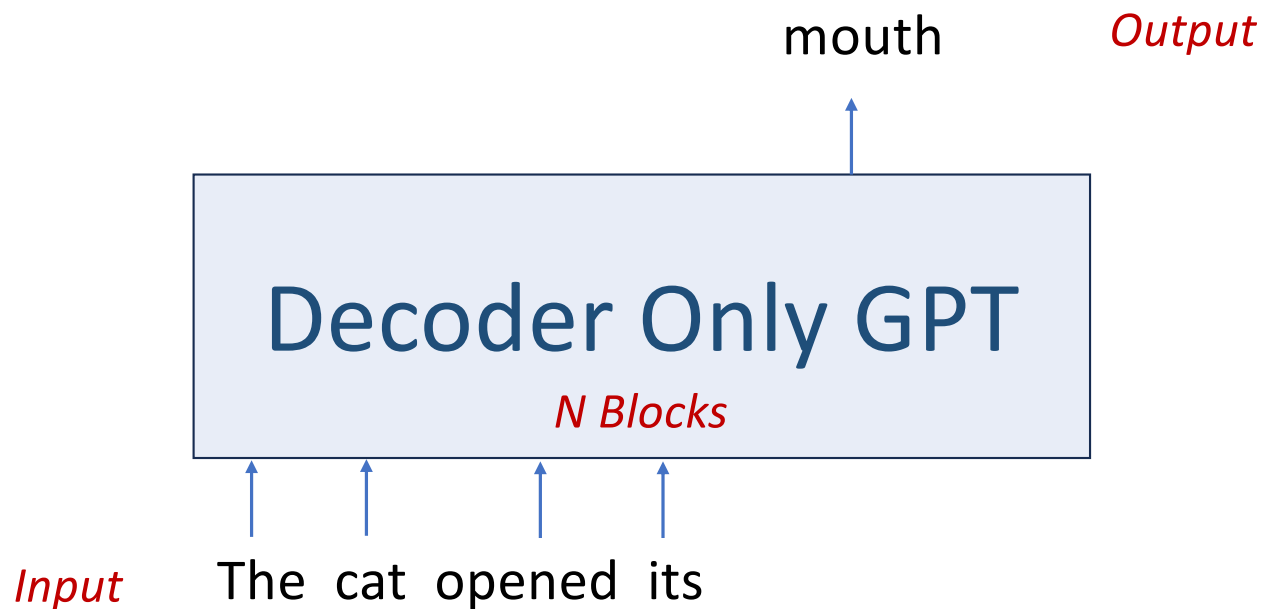 mouth
Output
Decoder Only GPT
N Blocks
Input
The cat opened its